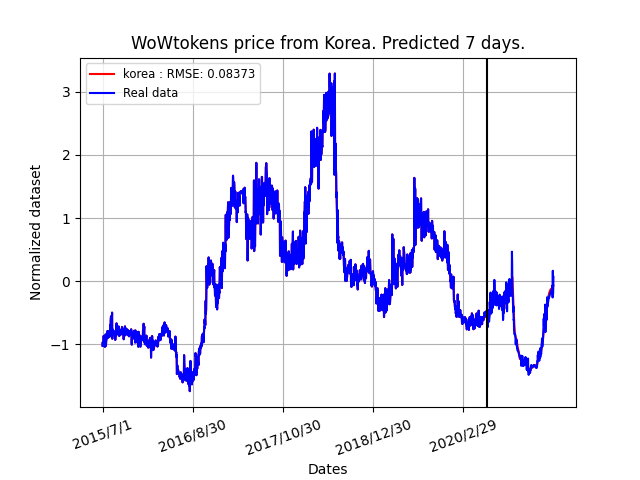 WoWtokens price from Korea. Predicted 7 days.
korea : RMSE: 0.08373
Real data
3
2
1
0
−1
Normalized dataset
2015/7/1
2016/8/30
2017/10/30
2018/12/30
2020/2/29
Dates